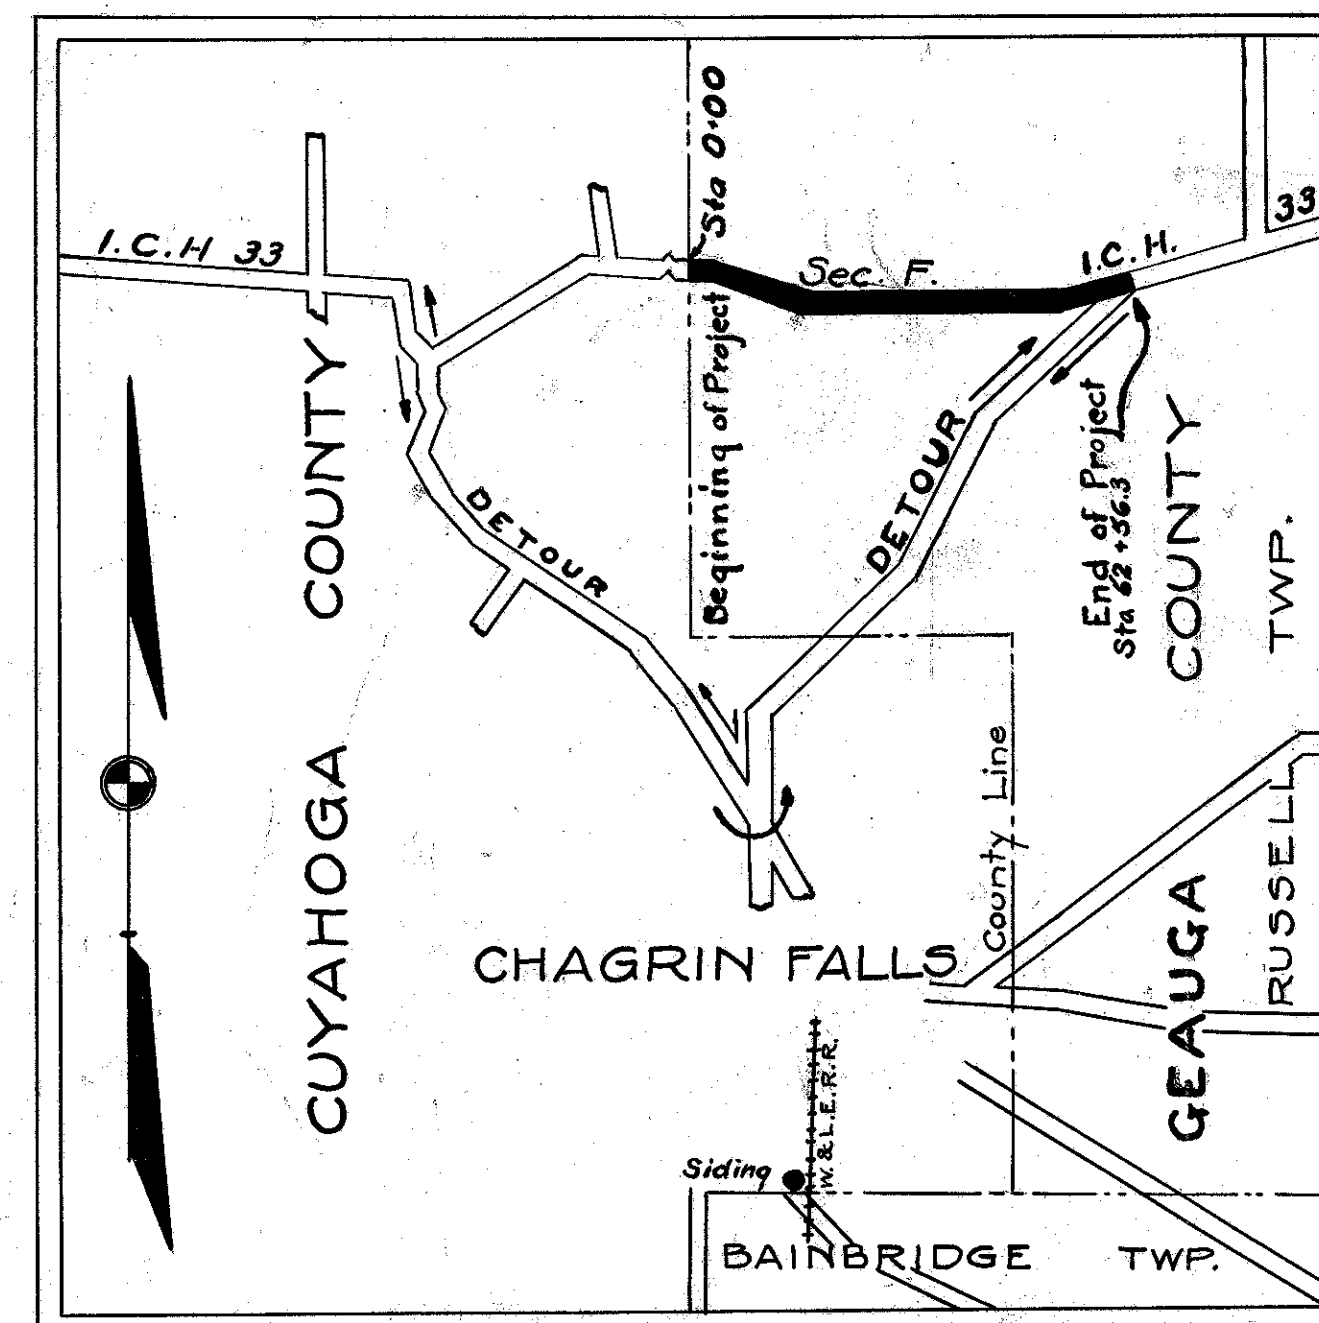 Sta 0+00
I.C.H 33
Sec. F.
I.C.H.
33
Beginning of Project
End of Project
Sta 62+56.3
DETOUR
DETOUR
CUYAHOGA COUNTY
GEAUGA COUNTY
RUSSELL TWP.
County Line
CHAGRIN FALLS
W. & L.E.R.R.
Siding
BAINBRIDGE TWP.